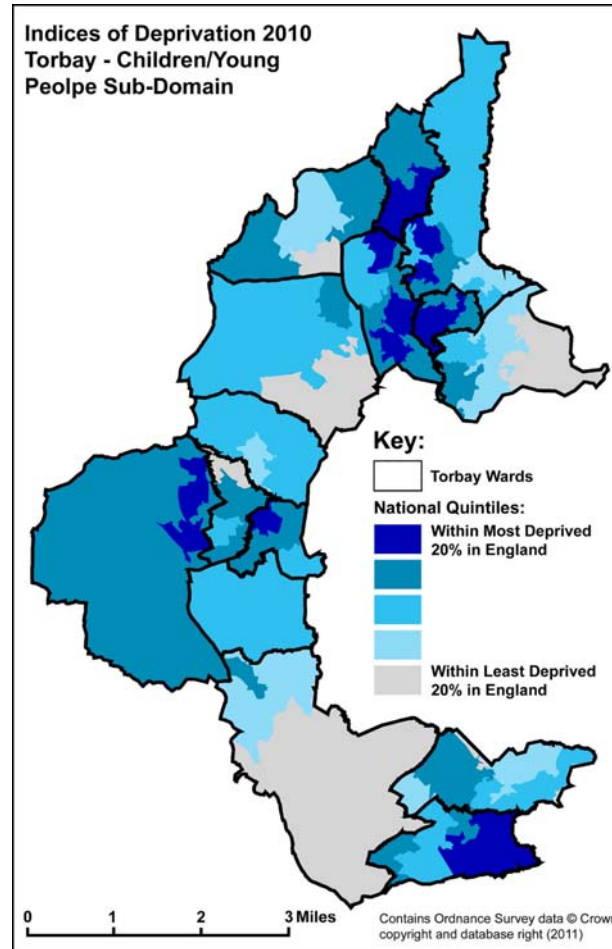 Indices of Deprivation 2010
Torbay - Children/Young
Peolpe Sub-Domain
Key:
Torbay Wards
National Quintiles:
Within Most Deprived
20% in England
Within Least Deprived
20% in England
0 1 2 3 Miles
Contains Ordnance Survey data © Crown
copyright and database right (2011)